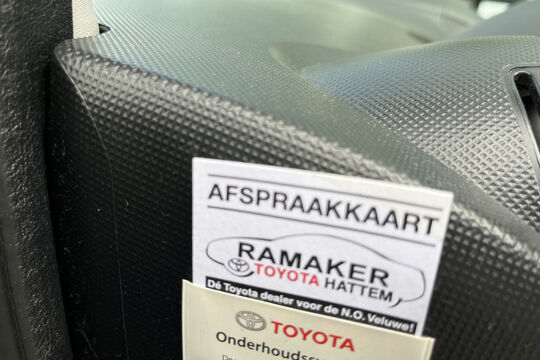 AFSPRAAKKAART
RAMAKER
TOYOTA HATTEM
Dé Toyota dealer voor de N.O. Veluwe!
TOYOTA